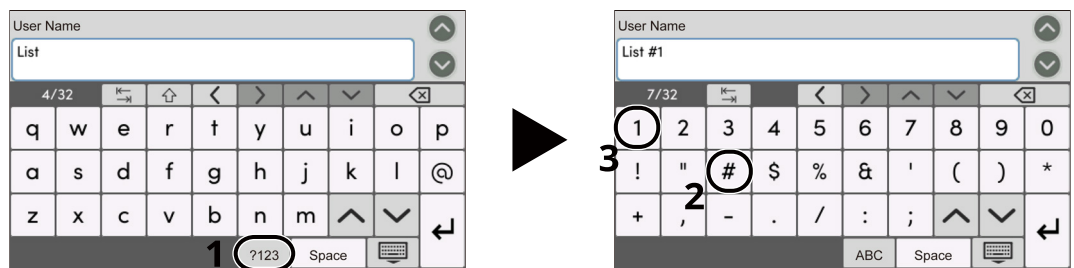 User Name
List
4/32
q w e r t y u i o p
a s d f g h j k l @
z x c v b n m
1 ?123 Space
User Name
List #1
7/32
1 2 3 4 5 6 7 8 9 0
3 ! " # $ % & ' ( ) *
2
+ , - . / : ;
ABC Space